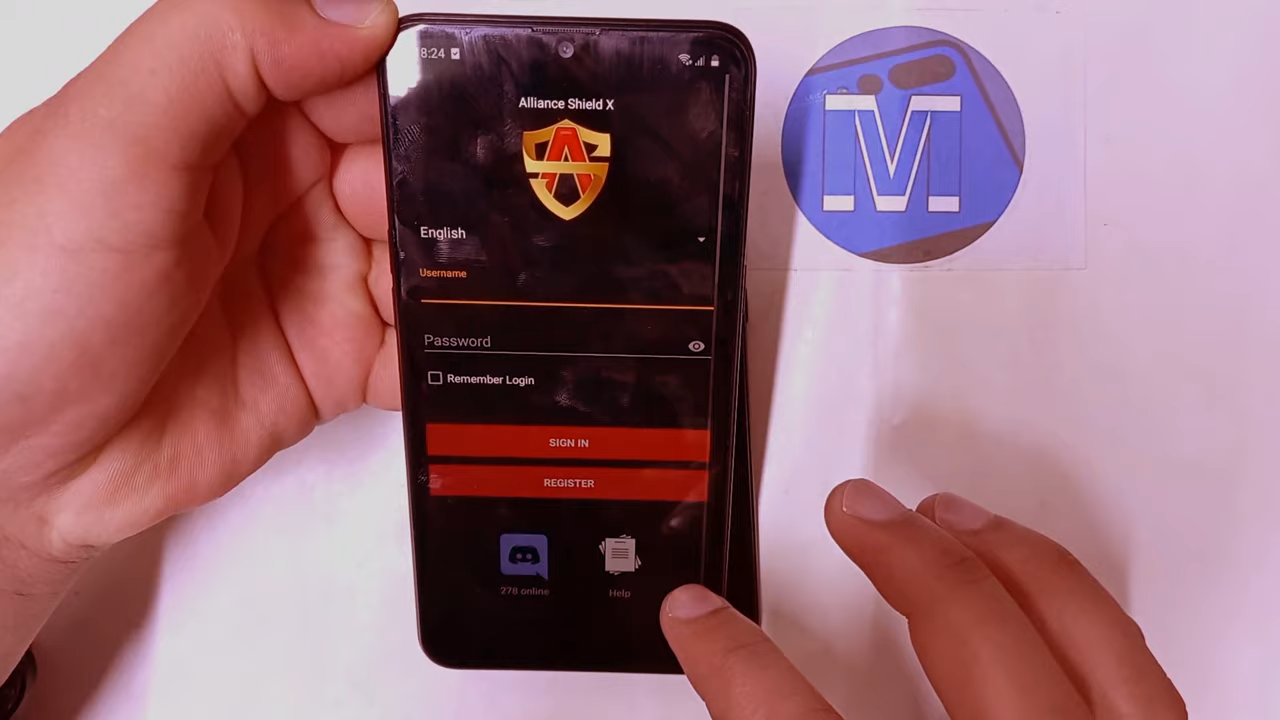 8:24
Alliance Shield X
A
English
Username
Password
Remember Login
SIGN IN
REGISTER
278 online
Help
M